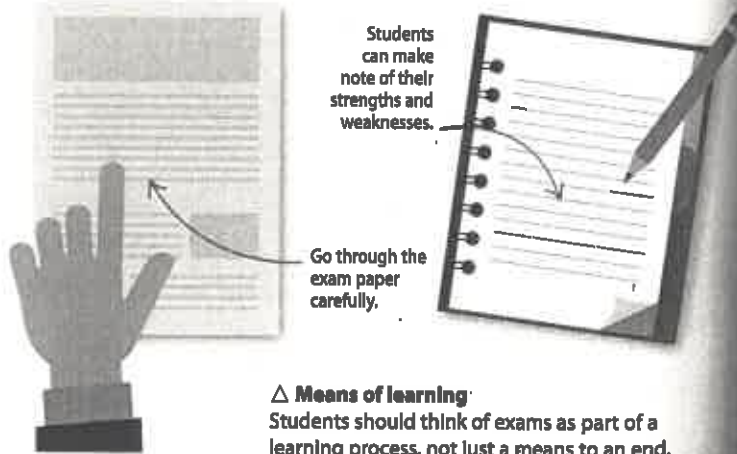 Students
can make
note of their
strengths and
weaknesses.
Go through the
exam paper
carefully.
△ Means of learning
Students should think of exams as part of a
learning process, not just a means to an end.